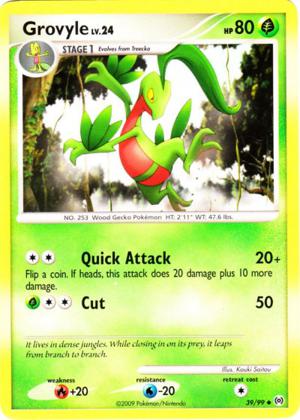 Grovyle LV.24 HP 80
STAGE 1 Evolves from Treecko
NO. 253 Wood Gecko Pokémon HT: 2'11" WT: 47.6 lbs.
Quick Attack 20+
Flip a coin. If heads, this attack does 20 damage plus 10 more
damage.
Cut 50
It lives in dense jungles. While closing in on its prey, it leaps
from branch to branch.
Illus. Kouki Saitou
weakness resistance retreat cost
+20 -20
©2009 Pokémon/Nintendo 39/99